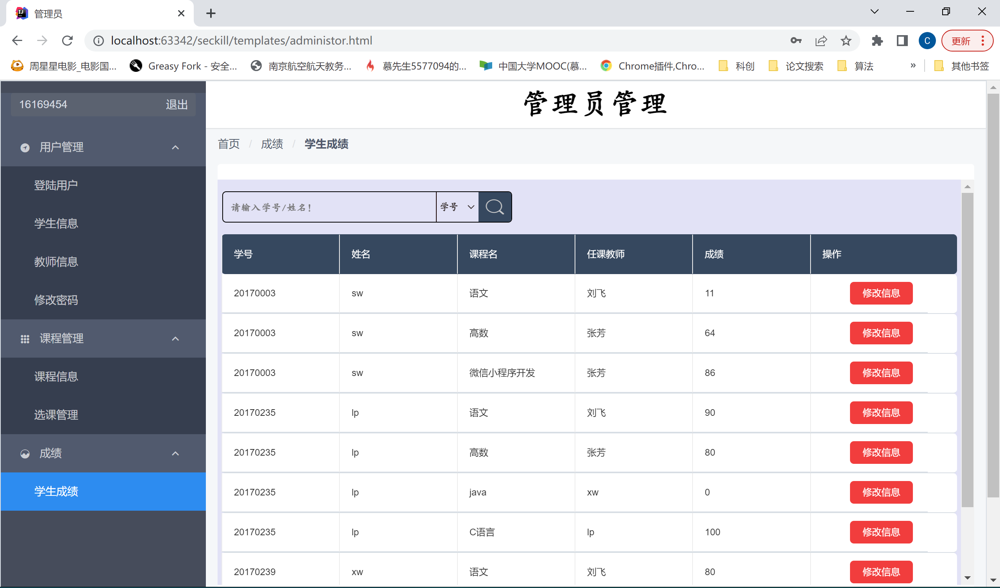 管理员
localhost:63342/seckill/templates/administor.html
C
更新
周星星电影_电影国...
Greasy Fork - 安全...
南京航空航天教务...
慕先生5577094的...
中国大学MOOC(慕...
Chrome插件,Chro...
科创
论文搜索
算法
»
其他书签
16169454 退出
用户管理
登陆用户
学生信息
教师信息
修改密码
课程管理
课程信息
选课管理
成绩
学生成绩
管理员管理
首页 / 成绩 / 学生成绩
请输入学号/姓名! 学号
学号 姓名 课程名 任课教师 成绩 操作
20170003 sw 语文 刘飞 11 修改信息
20170003 sw 高数 张芳 64 修改信息
20170003 sw 微信小程序开发 张芳 86 修改信息
20170235 lp 语文 刘飞 90 修改信息
20170235 lp 高数 张芳 80 修改信息
20170235 lp java xw 0 修改信息
20170235 lp C语言 lp 100 修改信息
20170239 xw 语文 刘飞 80 修改信息